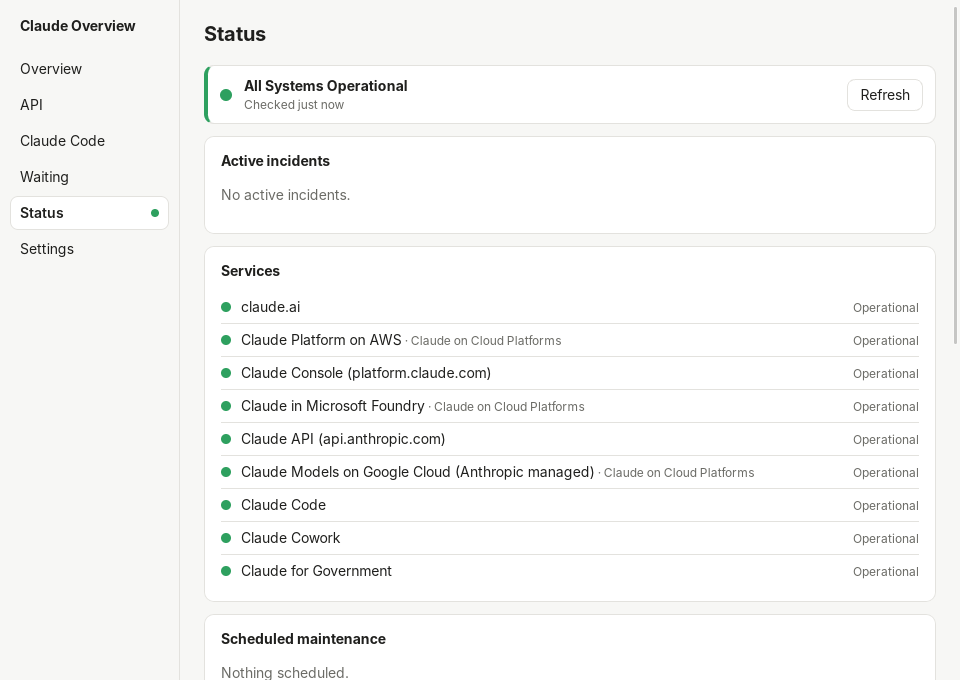 Claude Overview
Overview
API
Claude Code
Waiting
Status
Settings
Status
All Systems Operational
Checked just now
Refresh
Active incidents
No active incidents.
Services
claude.ai Operational
Claude Platform on AWS · Claude on Cloud Platforms Operational
Claude Console (platform.claude.com) Operational
Claude in Microsoft Foundry · Claude on Cloud Platforms Operational
Claude API (api.anthropic.com) Operational
Claude Models on Google Cloud (Anthropic managed) · Claude on Cloud Platforms Operational
Claude Code Operational
Claude Cowork Operational
Claude for Government Operational
Scheduled maintenance
Nothing scheduled.